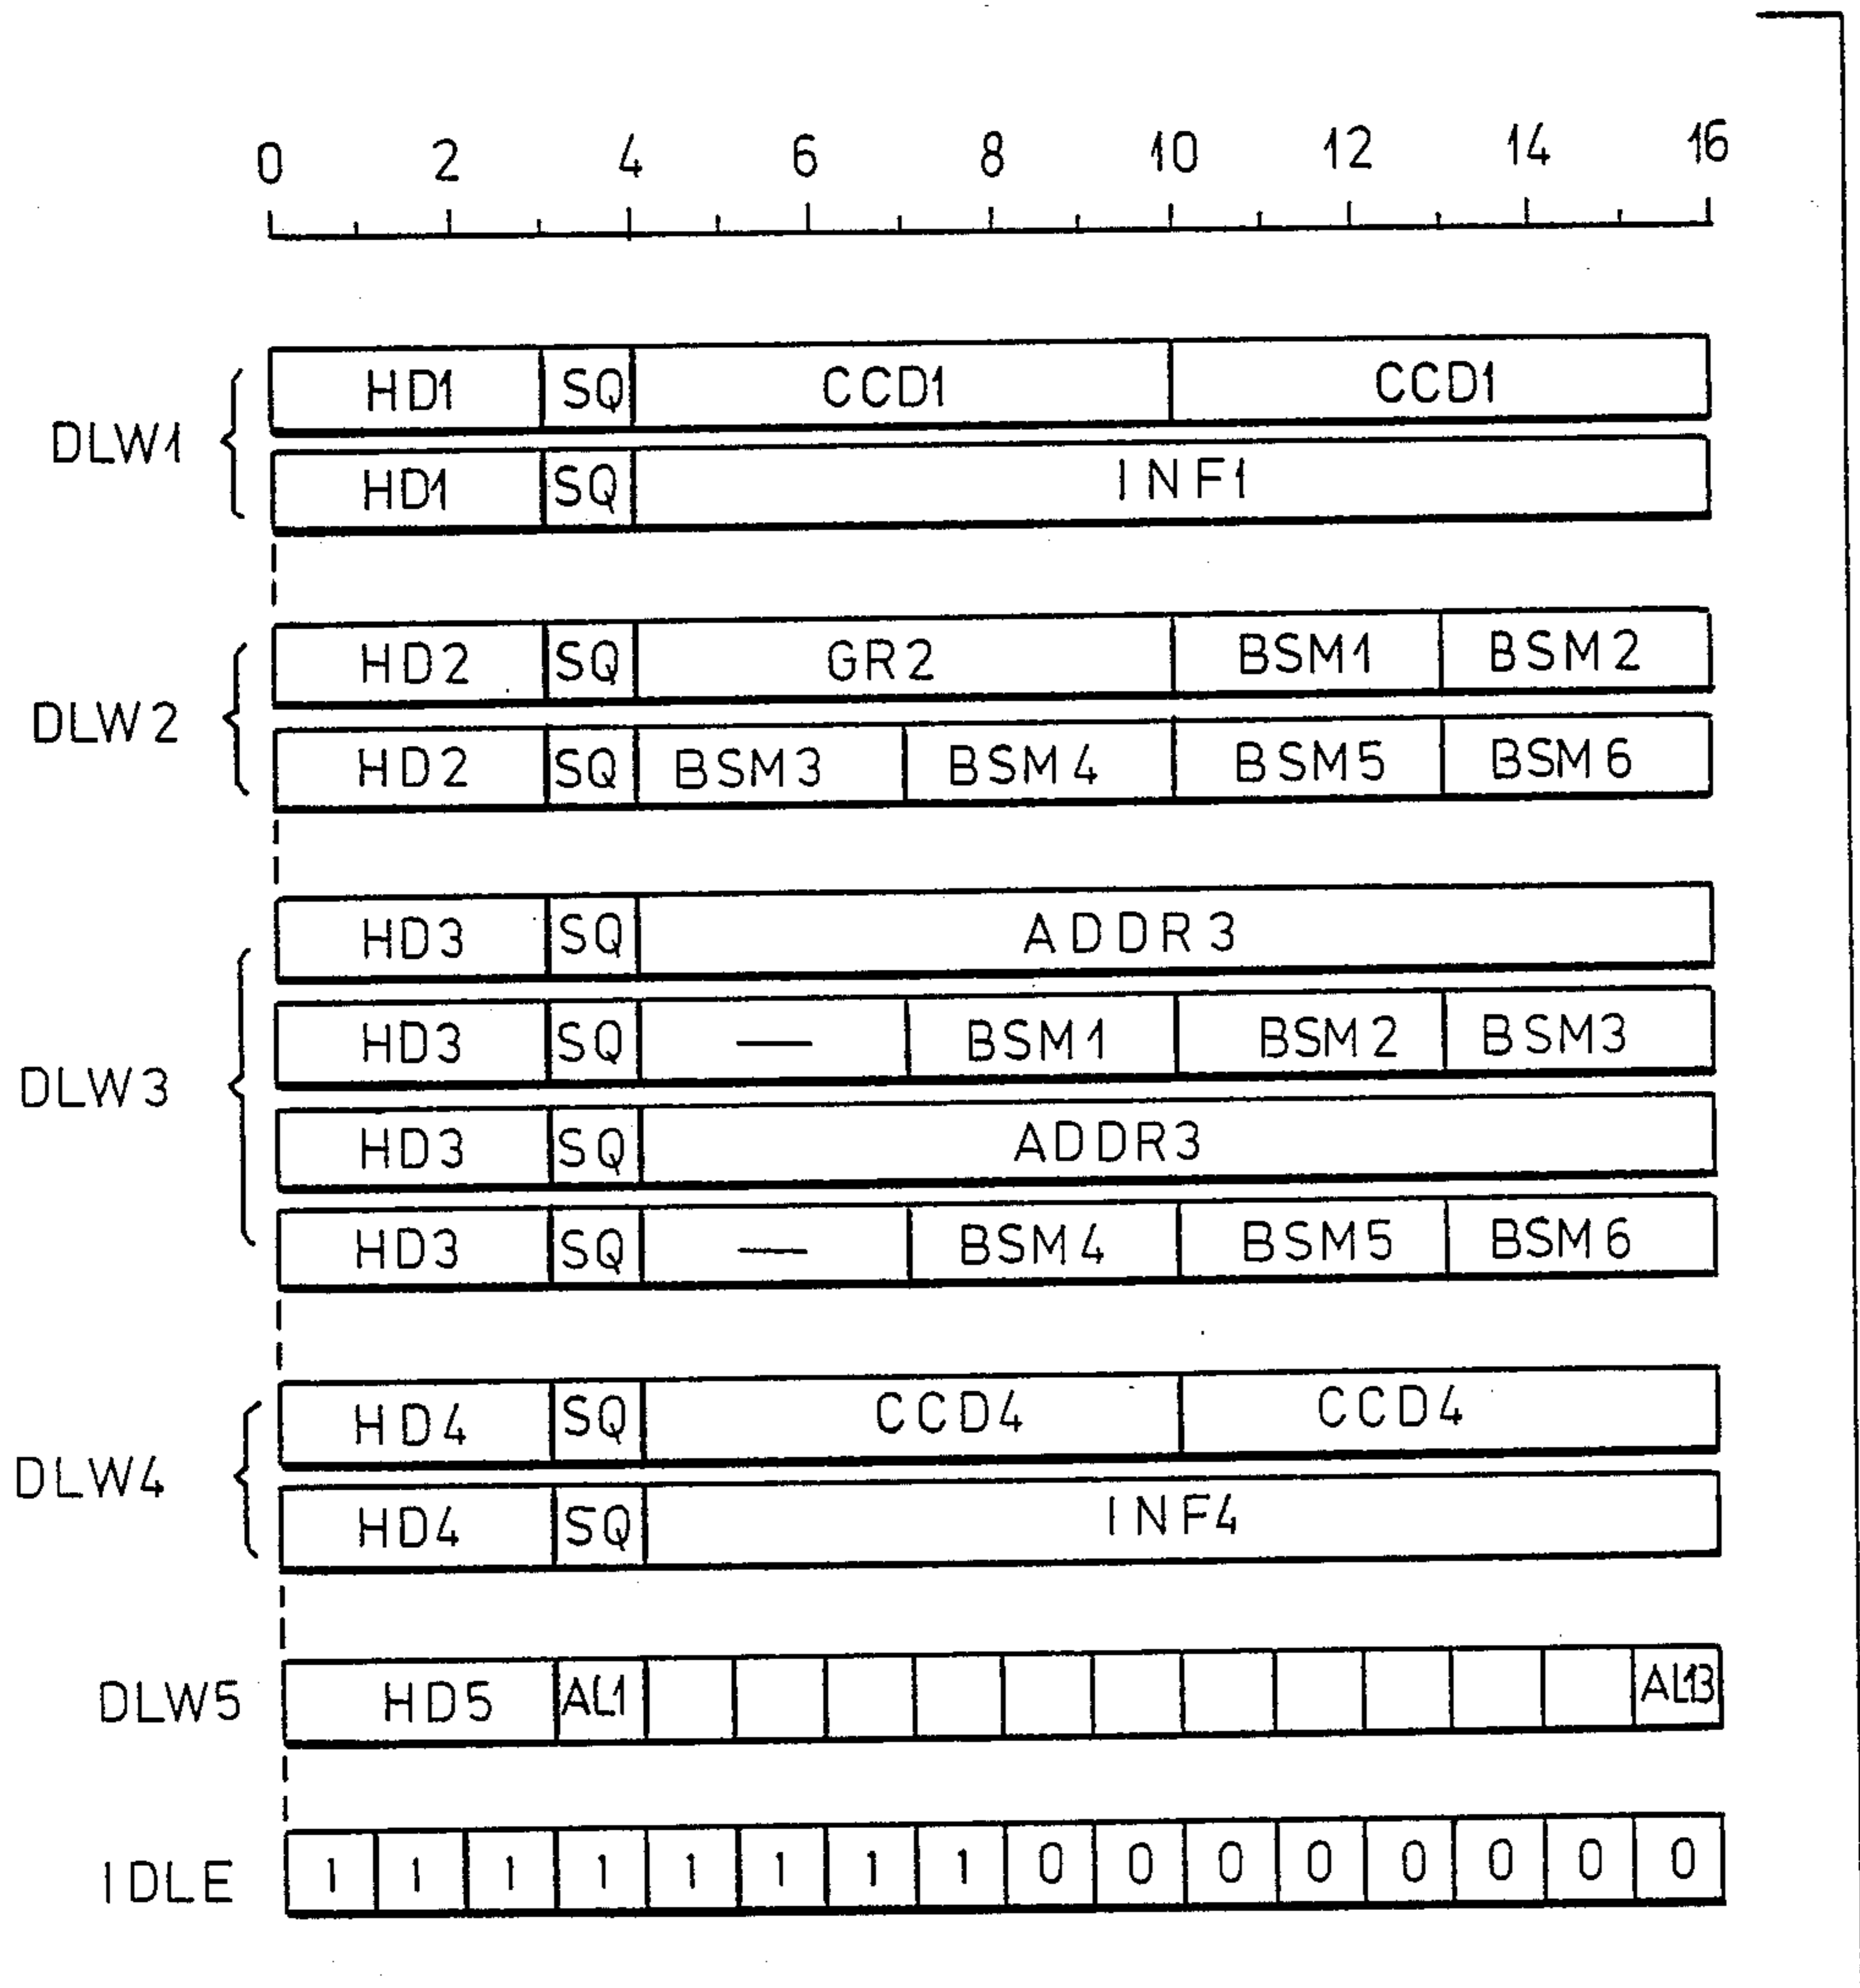 0 2 4 6 8 10 12 14 16
HD1 SQ CCD1 CCD1
DLW1
HD1 SQ INF1
HD2 SQ GR2 BSM1 BSM2
DLW2
HD2 SQ BSM3 BSM4 BSM5 BSM6
HD3 SQ ADDR3
HD3 SQ — BSM1 BSM2 BSM3
DLW3
HD3 SQ ADDR3
HD3 SQ — BSM4 BSM5 BSM6
HD4 SQ CCD4 CCD4
DLW4
HD4 SQ INF4
DLW5 HD5 AL1 AL13
IDLE 1 1 1 1 1 1 1 1 0 0 0 0 0 0 0 0